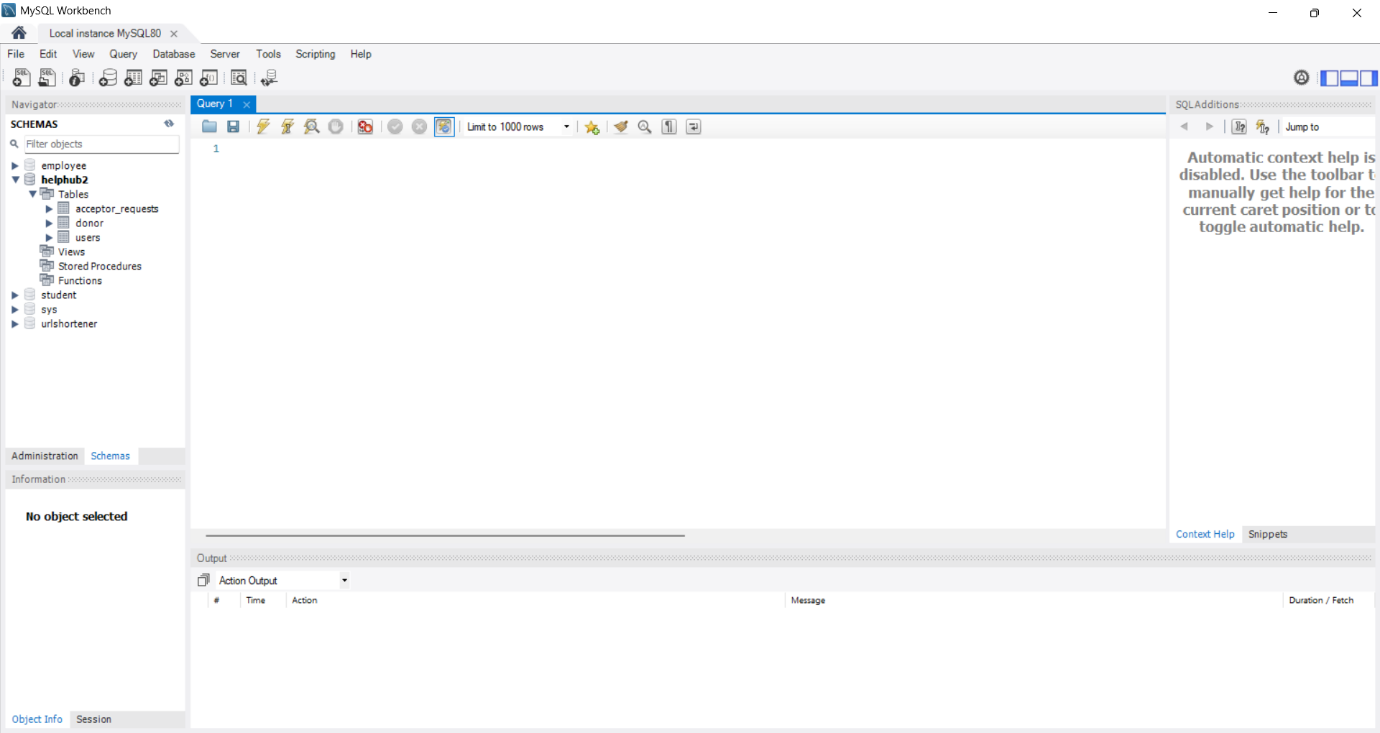 MySQL Workbench
Local instance MySQL80
File Edit View Query Database Server Tools Scripting Help
Navigator
SCHEMAS
Filter objects
employee
helphub2
Tables
acceptor_requests
donor
users
Views
Stored Procedures
Functions
student
sys
urlshortener
Administration Schemas
Information
No object selected
Object Info Session
Query 1
Limit to 1000 rows
1
Output
Action Output
# Time Action Message Duration / Fetch
SQLAdditions
Jump to
Automatic context help is
disabled. Use the toolbar t
manually get help for the
current caret position or to
toggle automatic help.
Context Help Snippets